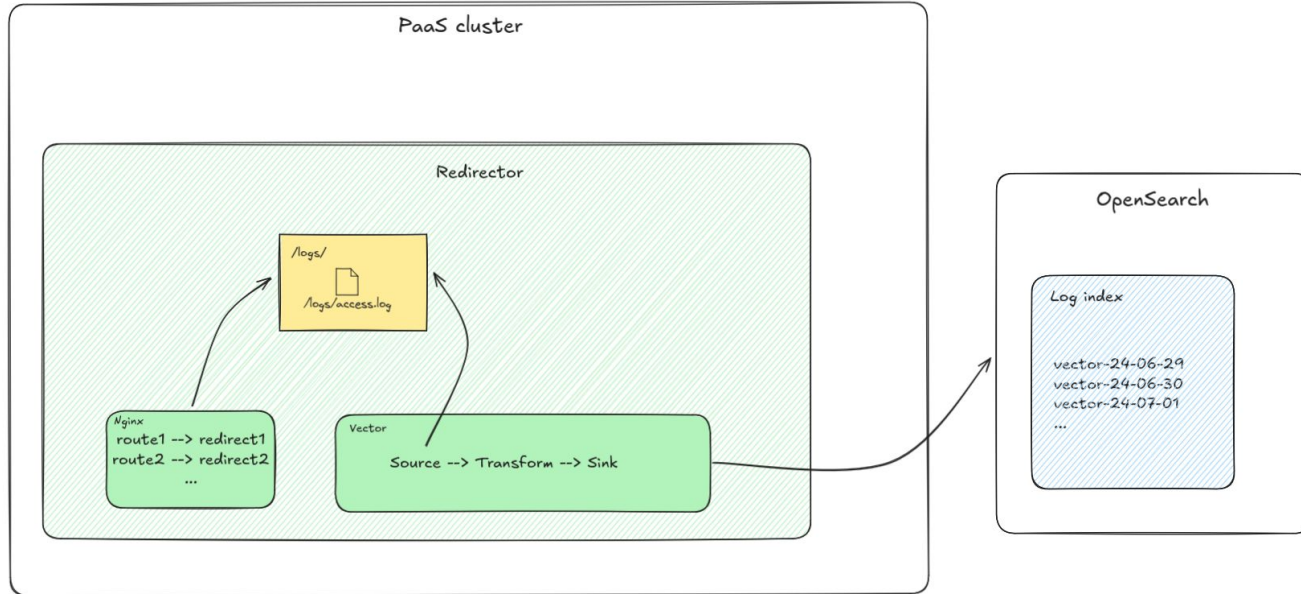 PaaS cluster
Redirector
/logs/
/logs/access.log
Nginx
route1 --> redirect1
route2 --> redirect2
...
Vector
Source --> Transform --> Sink
OpenSearch
Log index
vector-24-06-29
vector-24-06-30
vector-24-07-01
...